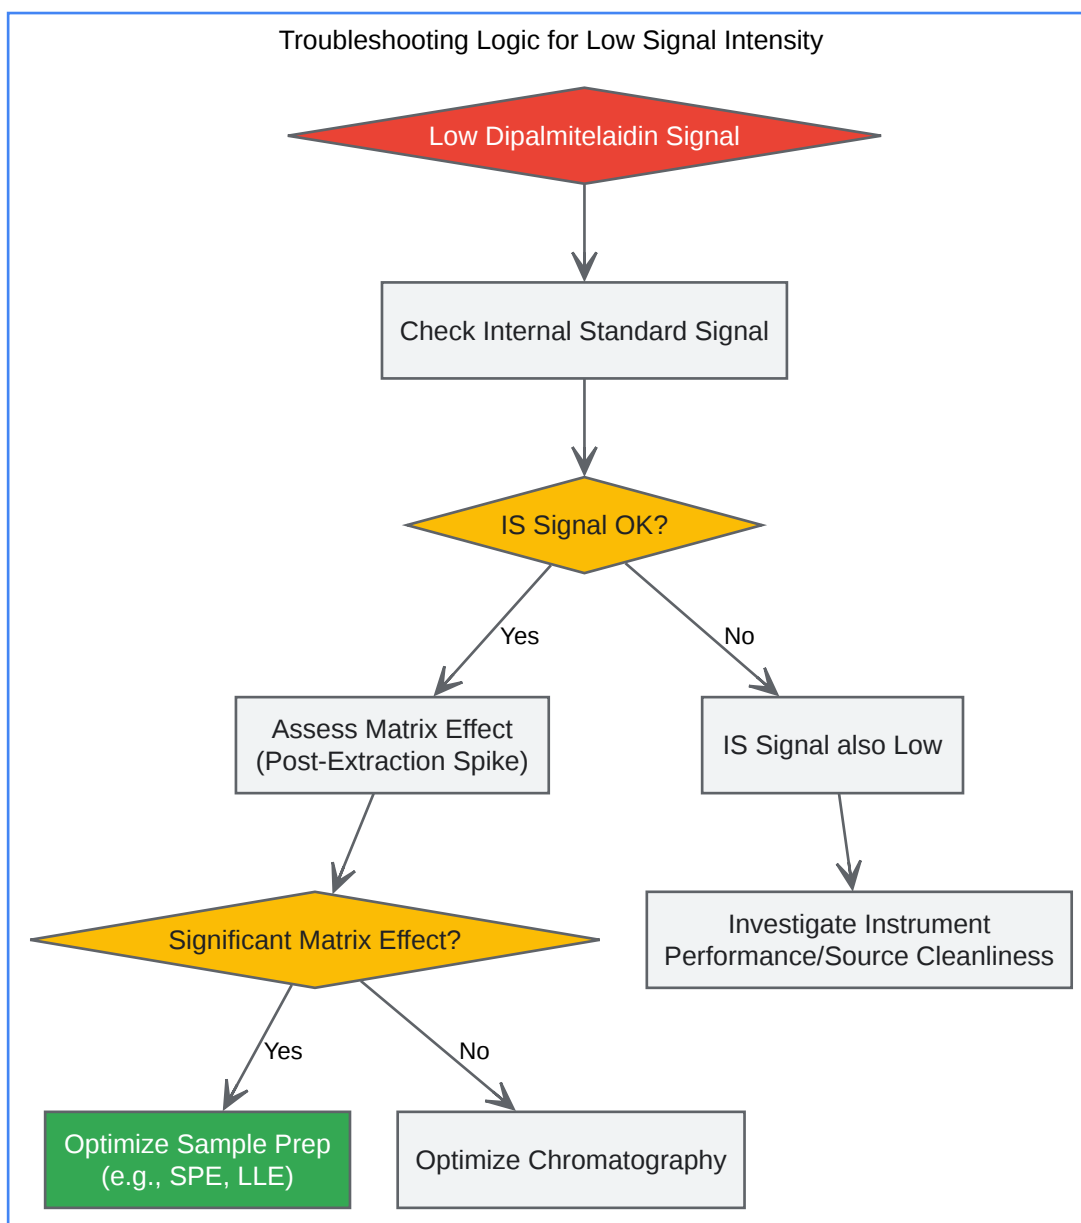 Troubleshooting Logic for Low Signal Intensity
Low Dipalmitelaidin Signal
Check Internal Standard Signal
IS Signal OK?
Yes
No
Assess Matrix Effect
(Post-Extraction Spike)
IS Signal also Low
Significant Matrix Effect?
Investigate Instrument
Performance/Source Cleanliness
Yes
No
Optimize Sample Prep
(e.g., SPE, LLE)
Optimize Chromatography